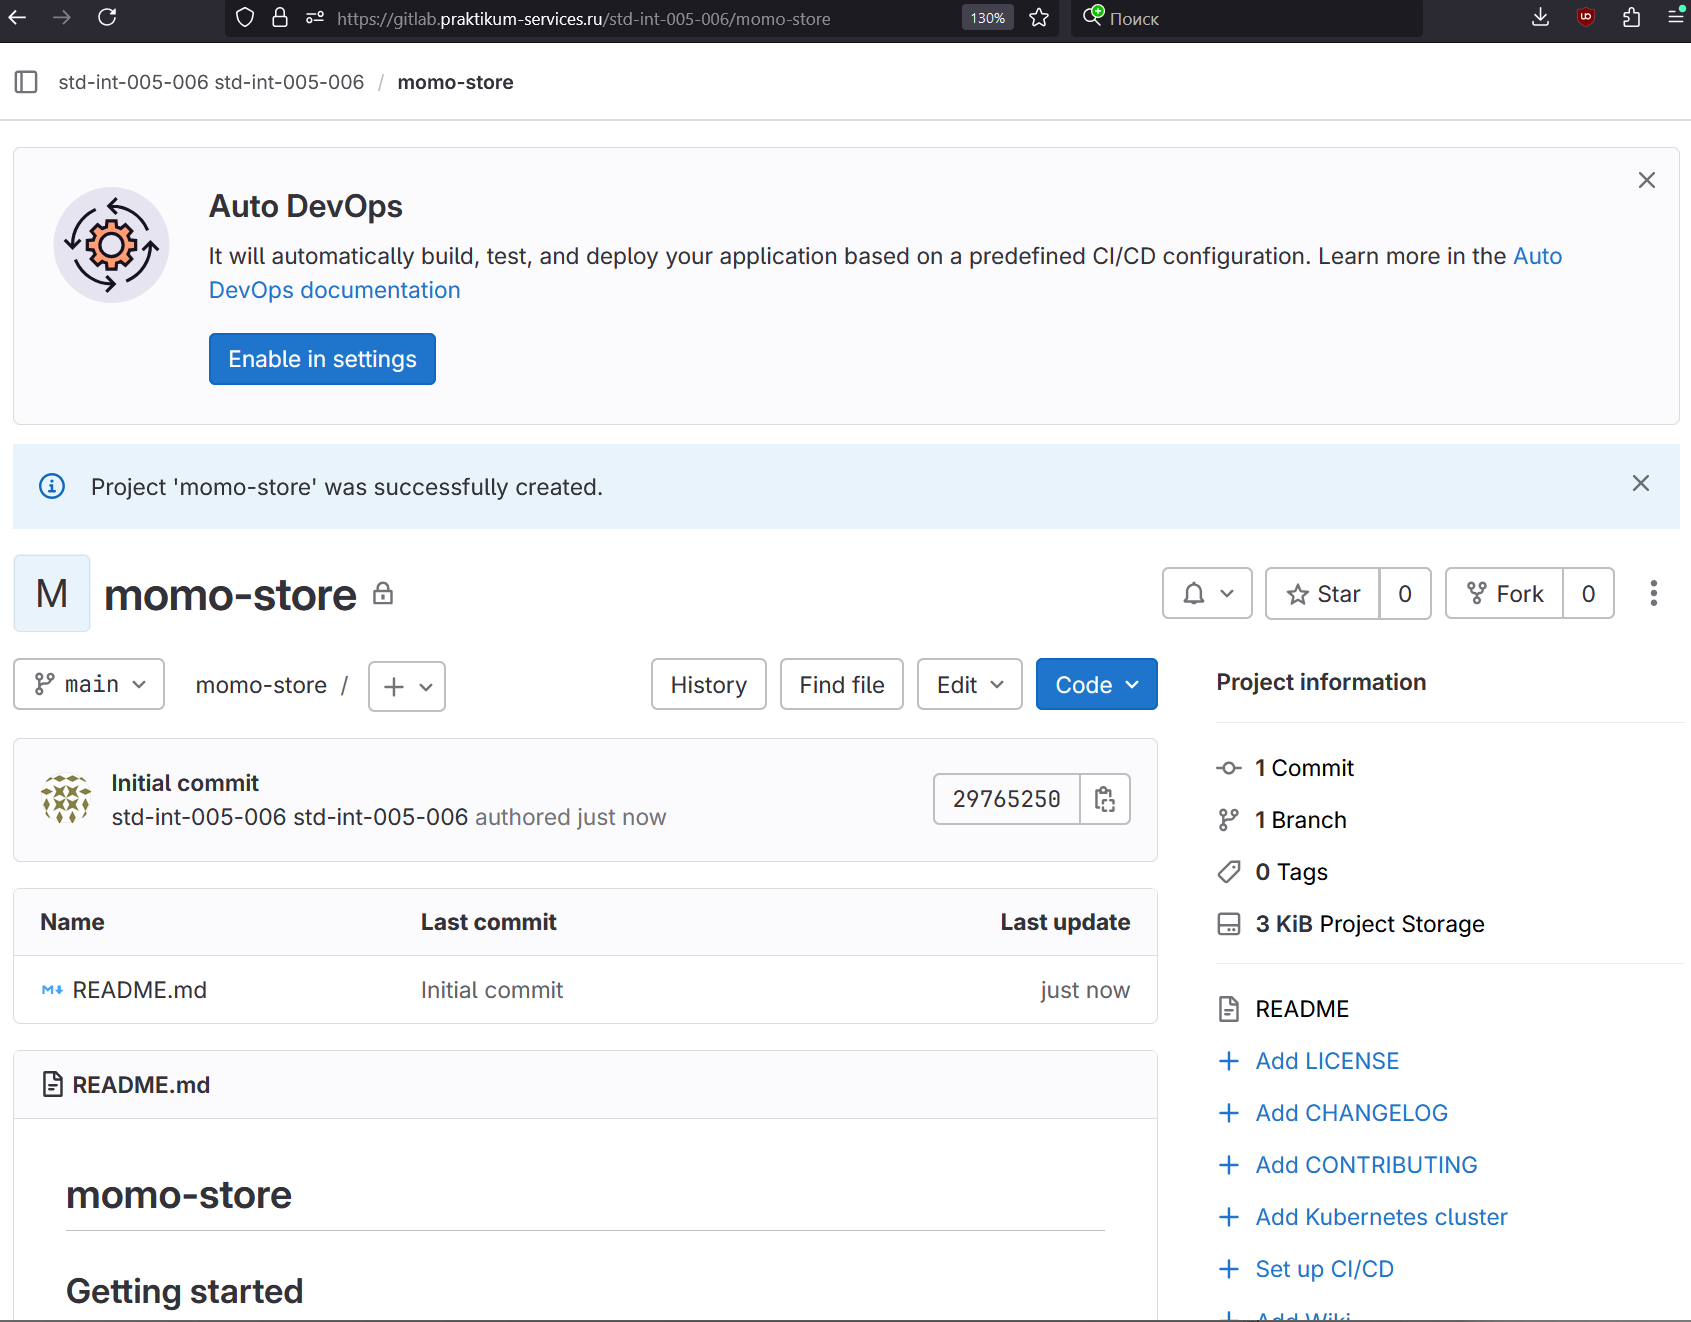 https://gitlab.praktikum-services.ru/std-int-005-006/momo-store
130%
Поиск
std-int-005-006 std-int-005-006 / momo-store
Auto DevOps
It will automatically build, test, and deploy your application based on a predefined CI/CD configuration. Learn more in the Auto
DevOps documentation
Enable in settings
Project 'momo-store' was successfully created.
M
momo-store
Star 0
Fork 0
main
momo-store /
History
Find file
Edit
Code
Initial commit
std-int-005-006 std-int-005-006 authored just now
29765250
Name Last commit Last update
README.md Initial commit just now
README.md
momo-store
Getting started
Project information
1 Commit
1 Branch
0 Tags
3 KiB Project Storage
README
Add LICENSE
Add CHANGELOG
Add CONTRIBUTING
Add Kubernetes cluster
Set up CI/CD
Add Wiki